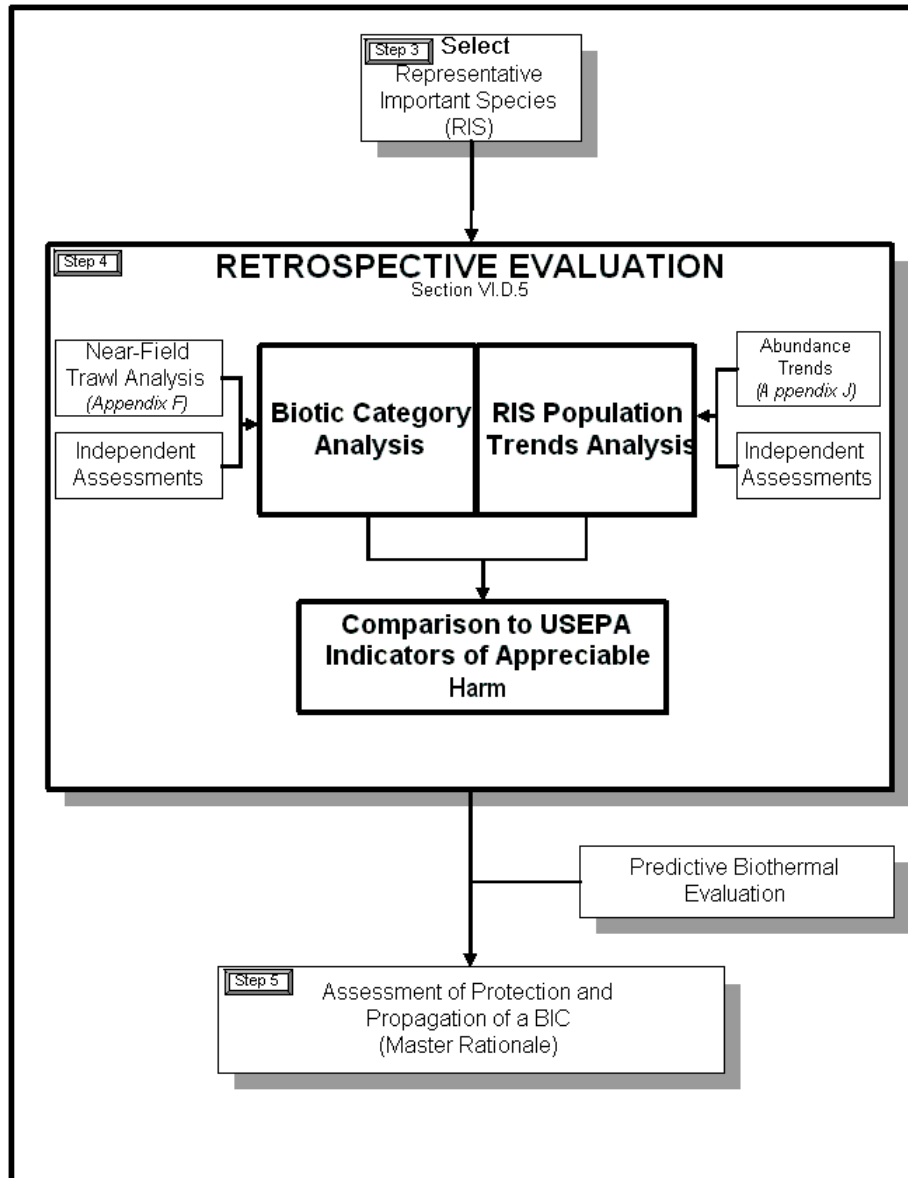 Step 3
Select
Representative
Important Species
(RIS)
Step 4
RETROSPECTIVE EVALUATION
Section VI.D.5
Near-Field
Trawl Analysis
(Appendix F)
Independent
Assessments
Biotic Category
Analysis
RIS Population
Trends Analysis
Abundance
Trends
(A ppendix J)
Independent
Assessments
Comparison to USEPA
Indicators of Appreciable
Harm
Predictive Biothermal
Evaluation
Step 5
Assessment of Protection and
Propagation of a BIC
(Master Rationale)